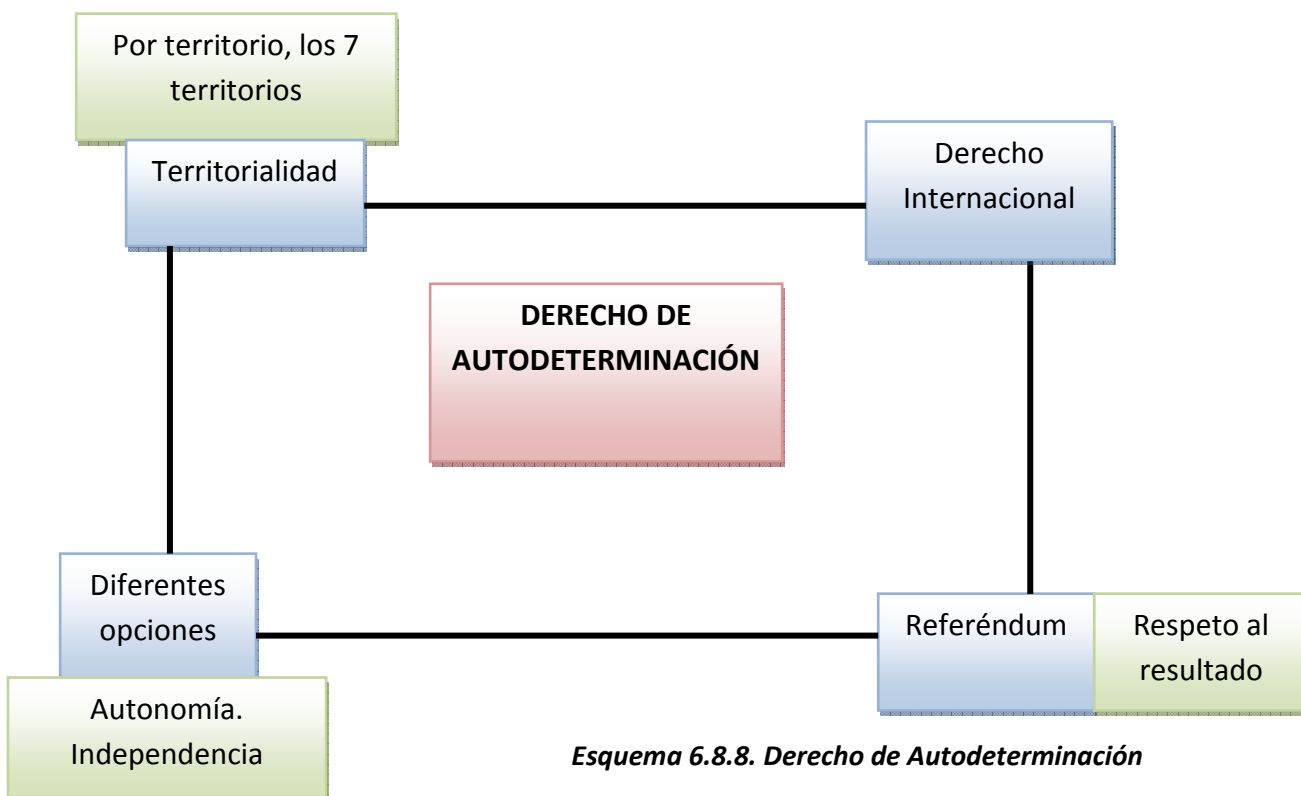 Por territorio, los 7
territorios
Territorialidad
Derecho
Internacional
DERECHO DE
AUTODETERMINACIÓN
Diferentes
opciones
Referéndum
Respeto al
resultado
Autonomía.
Independencia
Esquema 6.8.8. Derecho de Autodeterminación